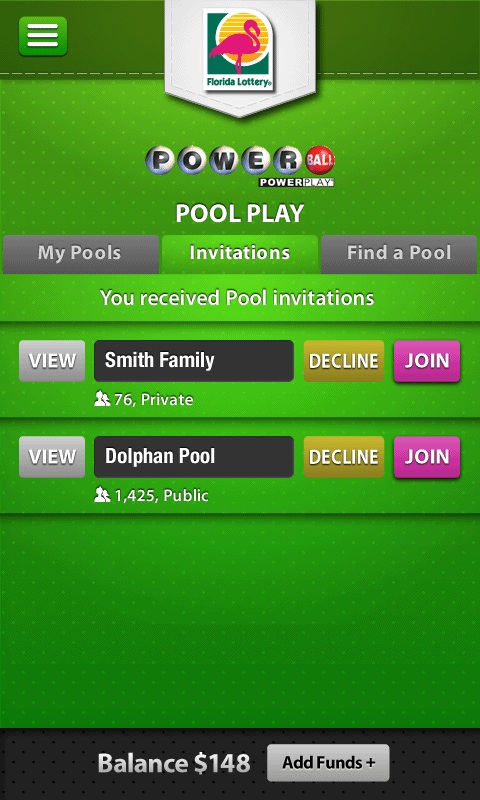 Florida Lottery®
POWERBALL
POWERPLAY
POOL PLAY
My Pools Invitations Find a Pool
You received Pool invitations
VIEW Smith Family DECLINE JOIN
76, Private
VIEW Dolphan Pool DECLINE JOIN
1,425, Public
Balance $148 Add Funds +